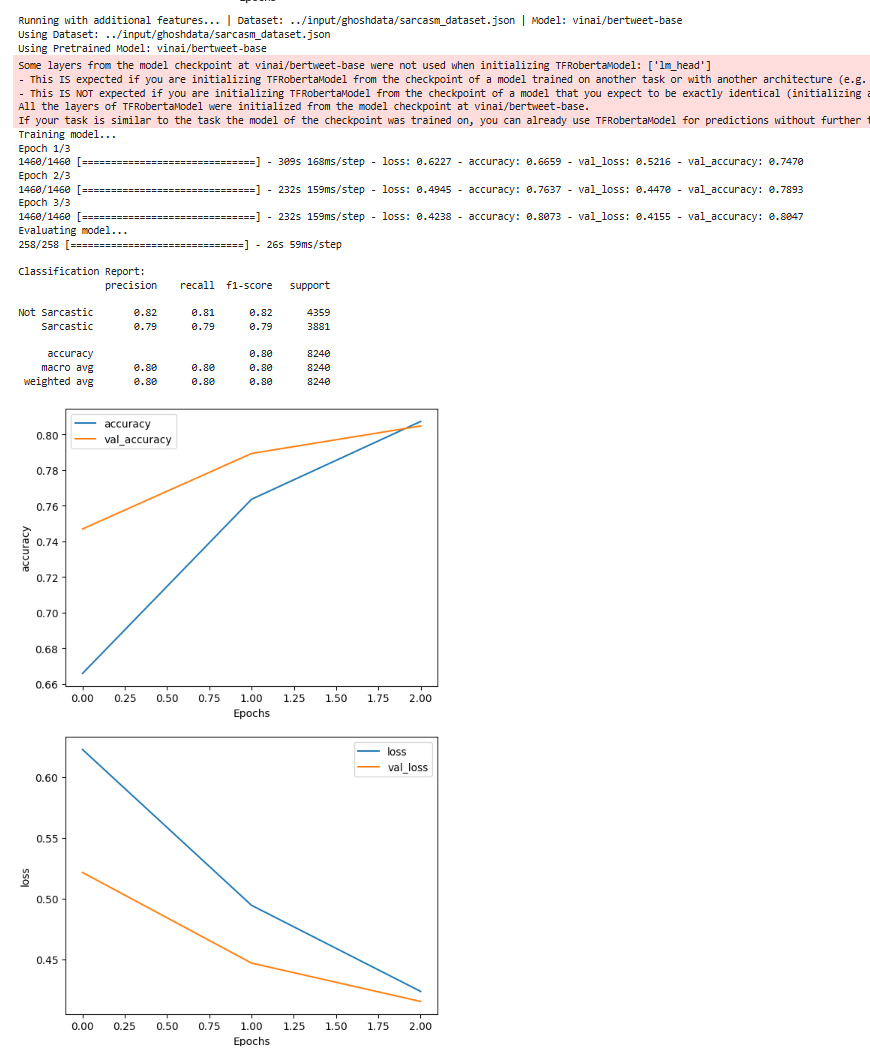 Running with additional features... | Dataset: ../input/ghoshdata/sarcasm_dataset.json | Model: vinai/bertweet-base
Using Dataset: ../input/ghoshdata/sarcasm_dataset.json
Using Pretrained Model: vinai/bertweet-base
Some layers from the model checkpoint at vinai/bertweet-base were not used when initializing TFRobertaModel: ['lm_head']
- This IS expected if you are initializing TFRobertaModel from the checkpoint of a model trained on another task or with another architecture (e.g.
- This IS NOT expected if you are initializing TFRobertaModel from the checkpoint of a model that you expect to be exactly identical (initializing a
All the layers of TFRobertaModel were initialized from the model checkpoint at vinai/bertweet-base.
If your task is similar to the task the model of the checkpoint was trained on, you can already use TFRobertaModel for predictions without further t
Training model...
Epoch 1/3
1460/1460 [==============================] - 309s 168ms/step - loss: 0.6227 - accuracy: 0.6659 - val_loss: 0.5216 - val_accuracy: 0.7470
Epoch 2/3
1460/1460 [==============================] - 232s 159ms/step - loss: 0.4945 - accuracy: 0.7637 - val_loss: 0.4470 - val_accuracy: 0.7893
Epoch 3/3
1460/1460 [==============================] - 232s 159ms/step - loss: 0.4238 - accuracy: 0.8073 - val_loss: 0.4155 - val_accuracy: 0.8047
Evaluating model...
258/258 [==============================] - 26s 59ms/step
Classification Report:
precision recall f1-score support
Not Sarcastic 0.82 0.81 0.82 4359
Sarcastic 0.79 0.79 0.79 3881
accuracy 0.80 8240
macro avg 0.80 0.80 0.80 8240
weighted avg 0.80 0.80 0.80 8240
accuracy
val_accuracy
0.80
0.78
0.76
0.74
0.72
0.70
0.68
0.66
accuracy
0.00 0.25 0.50 0.75 1.00 1.25 1.50 1.75 2.00
Epochs
loss
val_loss
0.60
0.55
0.50
0.45
loss
0.00 0.25 0.50 0.75 1.00 1.25 1.50 1.75 2.00
Epochs